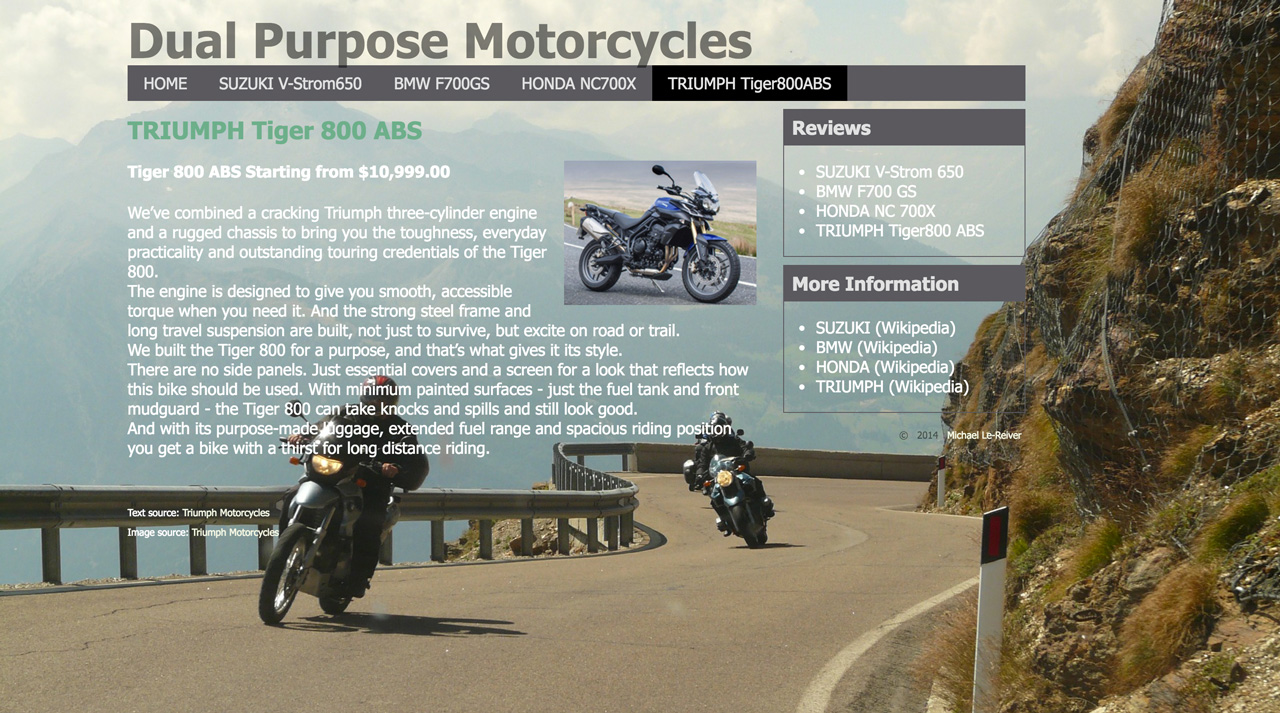 Dual Purpose Motorcycles
HOME SUZUKI V-Strom650 BMW F700GS HONDA NC700X TRIUMPH Tiger800ABS
TRIUMPH Tiger 800 ABS
Tiger 800 ABS Starting from $10,999.00
We’ve combined a cracking Triumph three-cylinder engine
and a rugged chassis to bring you the toughness, everyday
practicality and outstanding touring credentials of the Tiger
800.
The engine is designed to give you smooth, accessible
torque when you need it. And the strong steel frame and
long travel suspension are built, not just to survive, but excite on road or trail.
We built the Tiger 800 for a purpose, and that’s what gives it its style.
There are no side panels. Just essential covers and a screen for a look that reflects how
this bike should be used. With minimum painted surfaces - just the fuel tank and front
mudguard - the Tiger 800 can take knocks and spills and still look good.
And with its purpose-made luggage, extended fuel range and spacious riding position,
you get a bike with a thirst for long distance riding.
Text source: Triumph Motorcycles
Image source: Triumph Motorcycles
Reviews
• SUZUKI V-Strom 650
• BMW F700 GS
• HONDA NC 700X
• TRIUMPH Tiger800 ABS
More Information
• SUZUKI (Wikipedia)
• BMW (Wikipedia)
• HONDA (Wikipedia)
• TRIUMPH (Wikipedia)
© 2014 Michael Le-Reiver